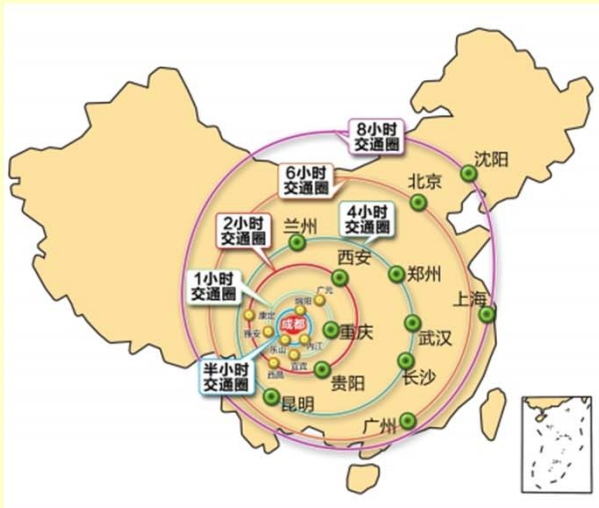 8小时
交通圈
沈阳
6小时
交通圈
北京
2小时
交通圈
4小时
交通圈
兰州
西安
郑州
1小时
交通圈
广元
绵阳
上海
康定
成都
雅安
重庆
武汉
乐山
内江
宜宾
半小时
交通圈
西昌
贵阳
长沙
昆明
广州